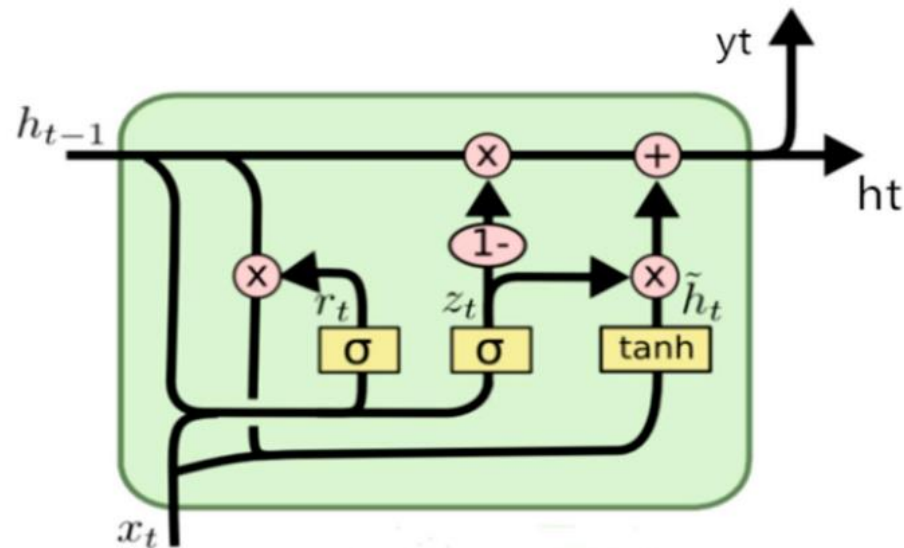 yt
h_{t-1}
x
+
ht
1-
x
r_t
z_t
x
h̃_t
σ
σ
tanh
x_t